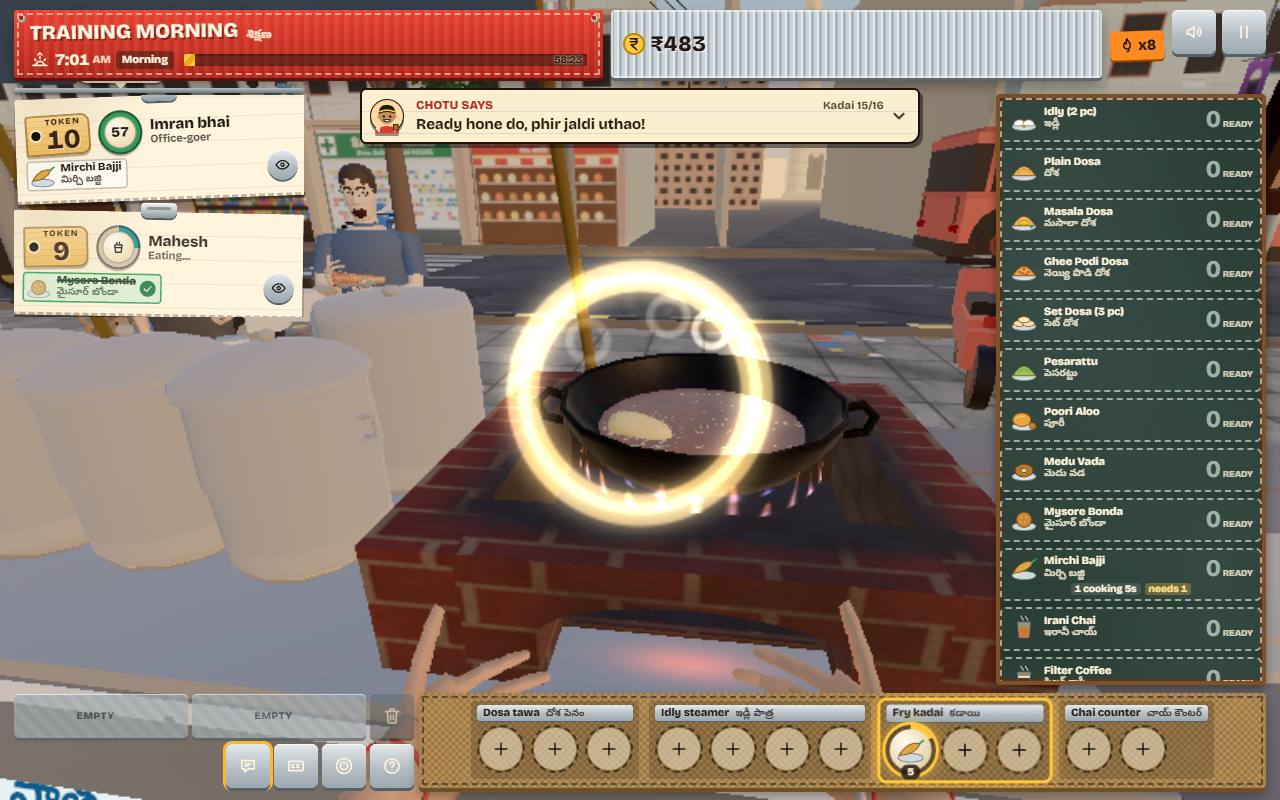 TRAINING MORNING శిక్షణ
7:01 AM Morning 58:23
₹483
x8
TOKEN
10
57
Imran bhai
Office-goer
Mirchi Bajji
మిర్చి బజ్జి
TOKEN
9
Mahesh
Eating...
Mysore Bonda
మైసూర్ బోండా
CHOTU SAYS
Kadai 15/16
Ready hone do, phir jaldi uthao!
Idly (2 pc)
ఇడ్లీ
0 READY
Plain Dosa
దోశ
0 READY
Masala Dosa
మసాలా దోశ
0 READY
Ghee Podi Dosa
నెయ్యి పొడి దోశ
0 READY
Set Dosa (3 pc)
సెట్ దోశ
0 READY
Pesarattu
పెసరట్టు
0 READY
Poori Aloo
పూరీ
0 READY
Medu Vada
మెదు వడ
0 READY
Mysore Bonda
మైసూర్ బోండా
0 READY
Mirchi Bajji
మిర్చి బజ్జి
0 READY
1 cooking 5s needs 1
Irani Chai
ఇరానీ చాయ్
0 READY
Filter Coffee
EMPTY
EMPTY
Dosa tawa దోశ పెనం
Idly steamer ఇడ్లీ పాత్ర
Fry kadai కడాయి
5
Chai counter చాయ్ కౌంటర్